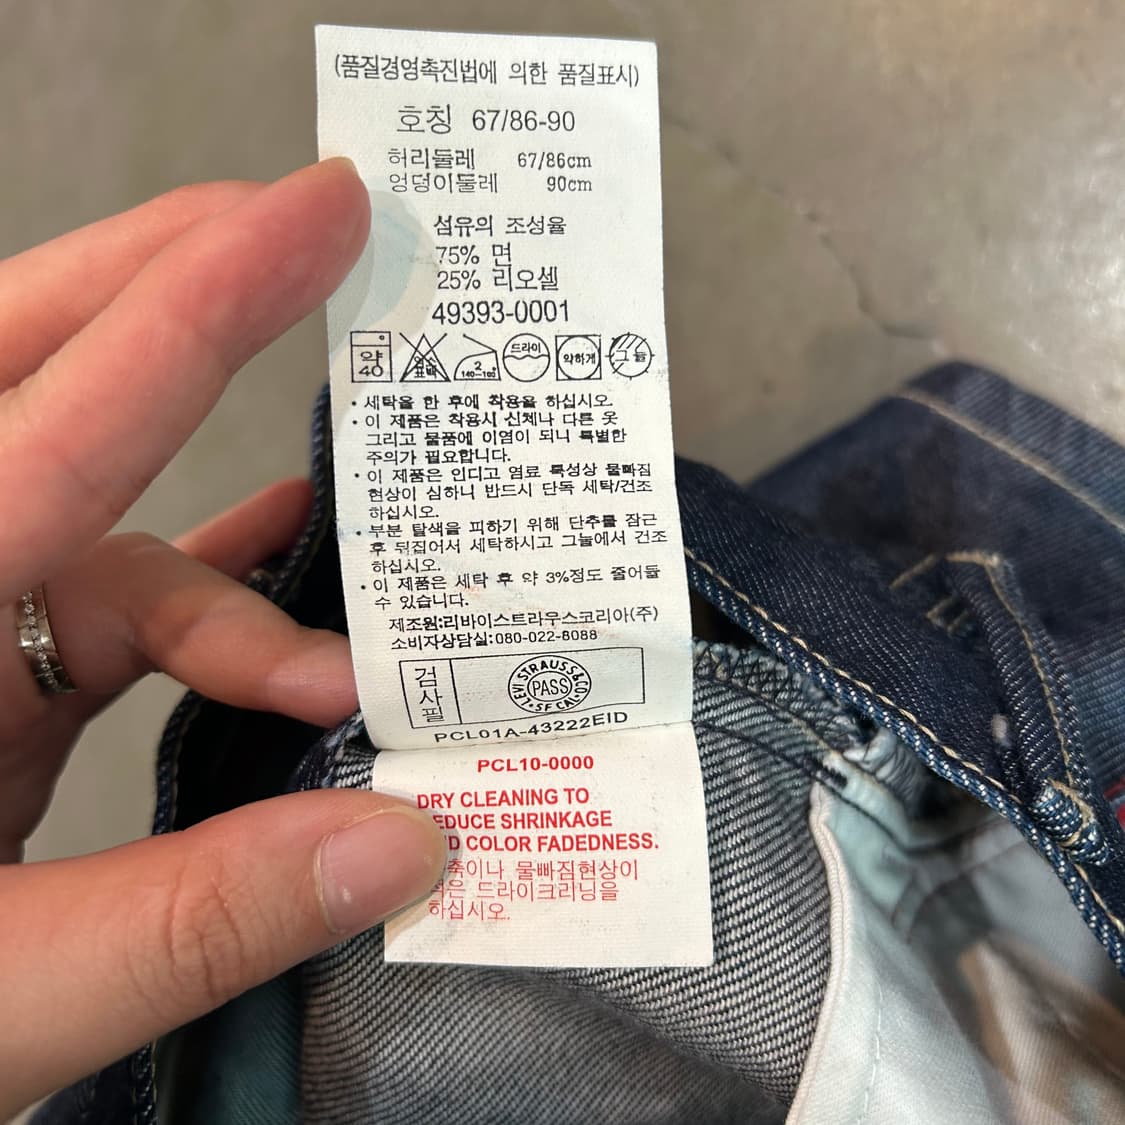 (품질경영촉진법에 의한 품질표시)
호칭 67/86-90
허리둘레 67/86cm
엉덩이둘레 90cm
섬유의 조성율
75% 면
25% 리오셀
49393-0001
약 40
염소 표백
2 140-160°
드라이
약하게
그늘
• 세탁을 한 후에 착용을 하십시오.
• 이 제품은 착용시 신체나 다른 옷
그리고 물품에 이염이 되니 특별한
주의가 필요합니다.
• 이 제품은 인디고 염료 특성상 물빠짐
현상이 심하니 반드시 단독 세탁/건조
하십시오.
• 부분 탈색을 피하기 위해 단추를 잠근
후 뒤집어서 세탁하시고 그늘에서 건조
하십시오.
• 이 제품은 세탁 후 약 3%정도 줄어들
수 있습니다.
제조원:리바이스트라우스코리아(주)
소비자상담실:080-022-8088
검사필
LEVI STRAUSS & CO. S F CAL
PASS
PCL01A-43222EID
PCL10-0000
DRY CLEANING TO
EDUCE SHRINKAGE
D COLOR FADEDNESS.
축이나 물빠짐현상이
은 드라이크리닝을
하십시오.